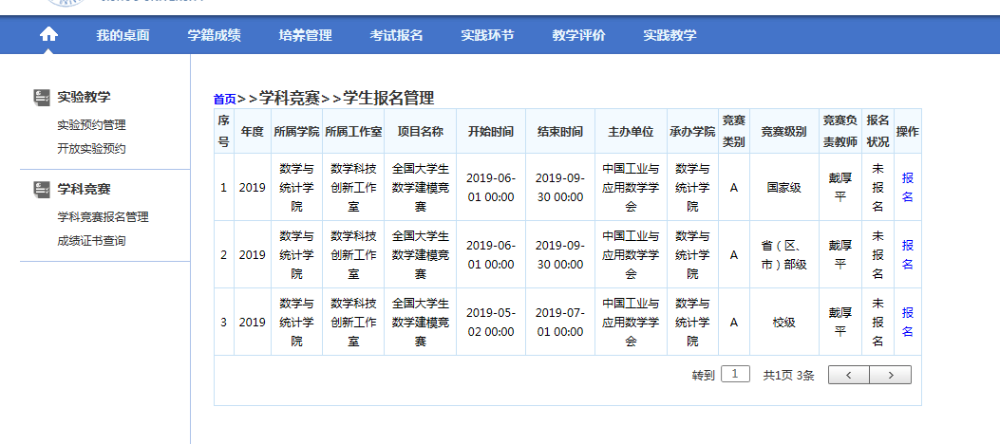 我的桌面 学籍成绩 培养管理 考试报名 实践环节 教学评价 实践教学
实验教学
实验预约管理
开放实验预约
学科竞赛
学科竞赛报名管理
成绩证书查询
首页>>学科竞赛>>学生报名管理
序号 年度 所属学院 所属工作室 项目名称 开始时间 结束时间 主办单位 承办学院 竞赛类别 竞赛级别 竞赛负责教师 报名状况 操作
1 2019 数学与统计学院 数学科技创新工作室 全国大学生数学建模竞赛 2019-06-01 00:00 2019-09-30 00:00 中国工业与应用数学学会 数学与统计学院 A 国家级 戴厚平 未报名 报名
2 2019 数学与统计学院 数学科技创新工作室 全国大学生数学建模竞赛 2019-06-01 00:00 2019-09-30 00:00 中国工业与应用数学学会 数学与统计学院 A 省（区、市）部级 戴厚平 未报名 报名
3 2019 数学与统计学院 数学科技创新工作室 全国大学生数学建模竞赛 2019-05-02 00:00 2019-07-01 00:00 中国工业与应用数学学会 数学与统计学院 A 校级 戴厚平 未报名 报名
转到 1 共1页 3条 < >